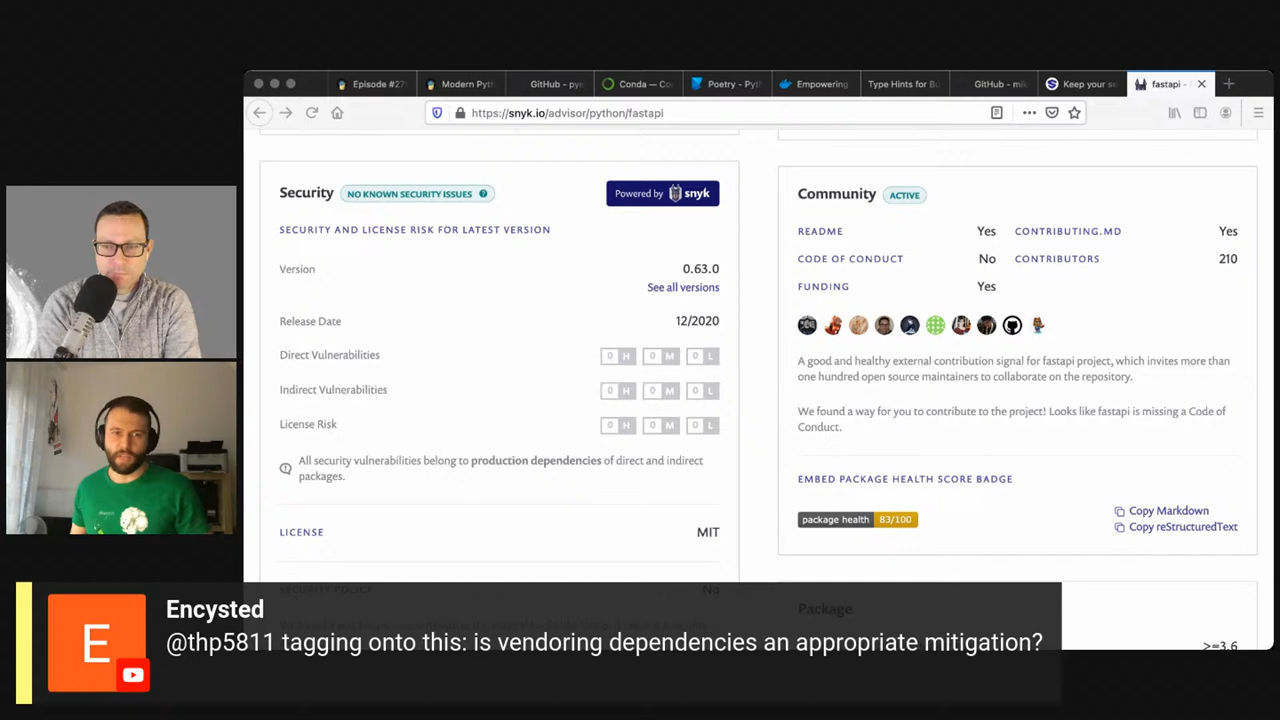 Episode #27
Modern Pyth
GitHub - pye
Conda — Co
Poetry - Pyth
Empowering
Type Hints for Bu
GitHub - mik
Keep your se
fastapi -
https://snyk.io/advisor/python/fastapi
Security
NO KNOWN SECURITY ISSUES ?
Powered by snyk
SECURITY AND LICENSE RISK FOR LATEST VERSION
Version 0.63.0
See all versions
Release Date 12/2020
Direct Vulnerabilities 0 H 0 M 0 L
Indirect Vulnerabilities 0 H 0 M 0 L
License Risk 0 H 0 M 0 L
All security vulnerabilities belong to production dependencies of direct and indirect
packages.
LICENSE MIT
SECURITY POLICY No
Community ACTIVE
README Yes CONTRIBUTING.MD Yes
CODE OF CONDUCT No CONTRIBUTORS 210
FUNDING Yes
A good and healthy external contribution signal for fastapi project, which invites more than
one hundred open source maintainers to collaborate on the repository.
We found a way for you to contribute to the project! Looks like fastapi is missing a Code of
Conduct.
EMBED PACKAGE HEALTH SCORE BADGE
package health 83/100
Copy Markdown
Copy reStructuredText
Package
>=3.6
E
Encysted
@thp5811 tagging onto this: is vendoring dependencies an appropriate mitigation?